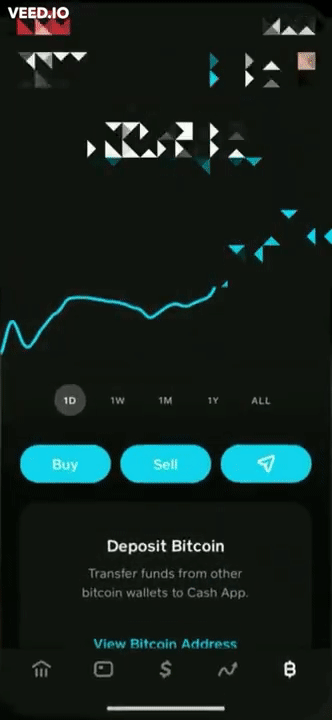 VEED.IO
1D 1W 1M 1Y ALL
Buy Sell
Deposit Bitcoin
Transfer funds from other
bitcoin wallets to Cash App.
View Bitcoin Address